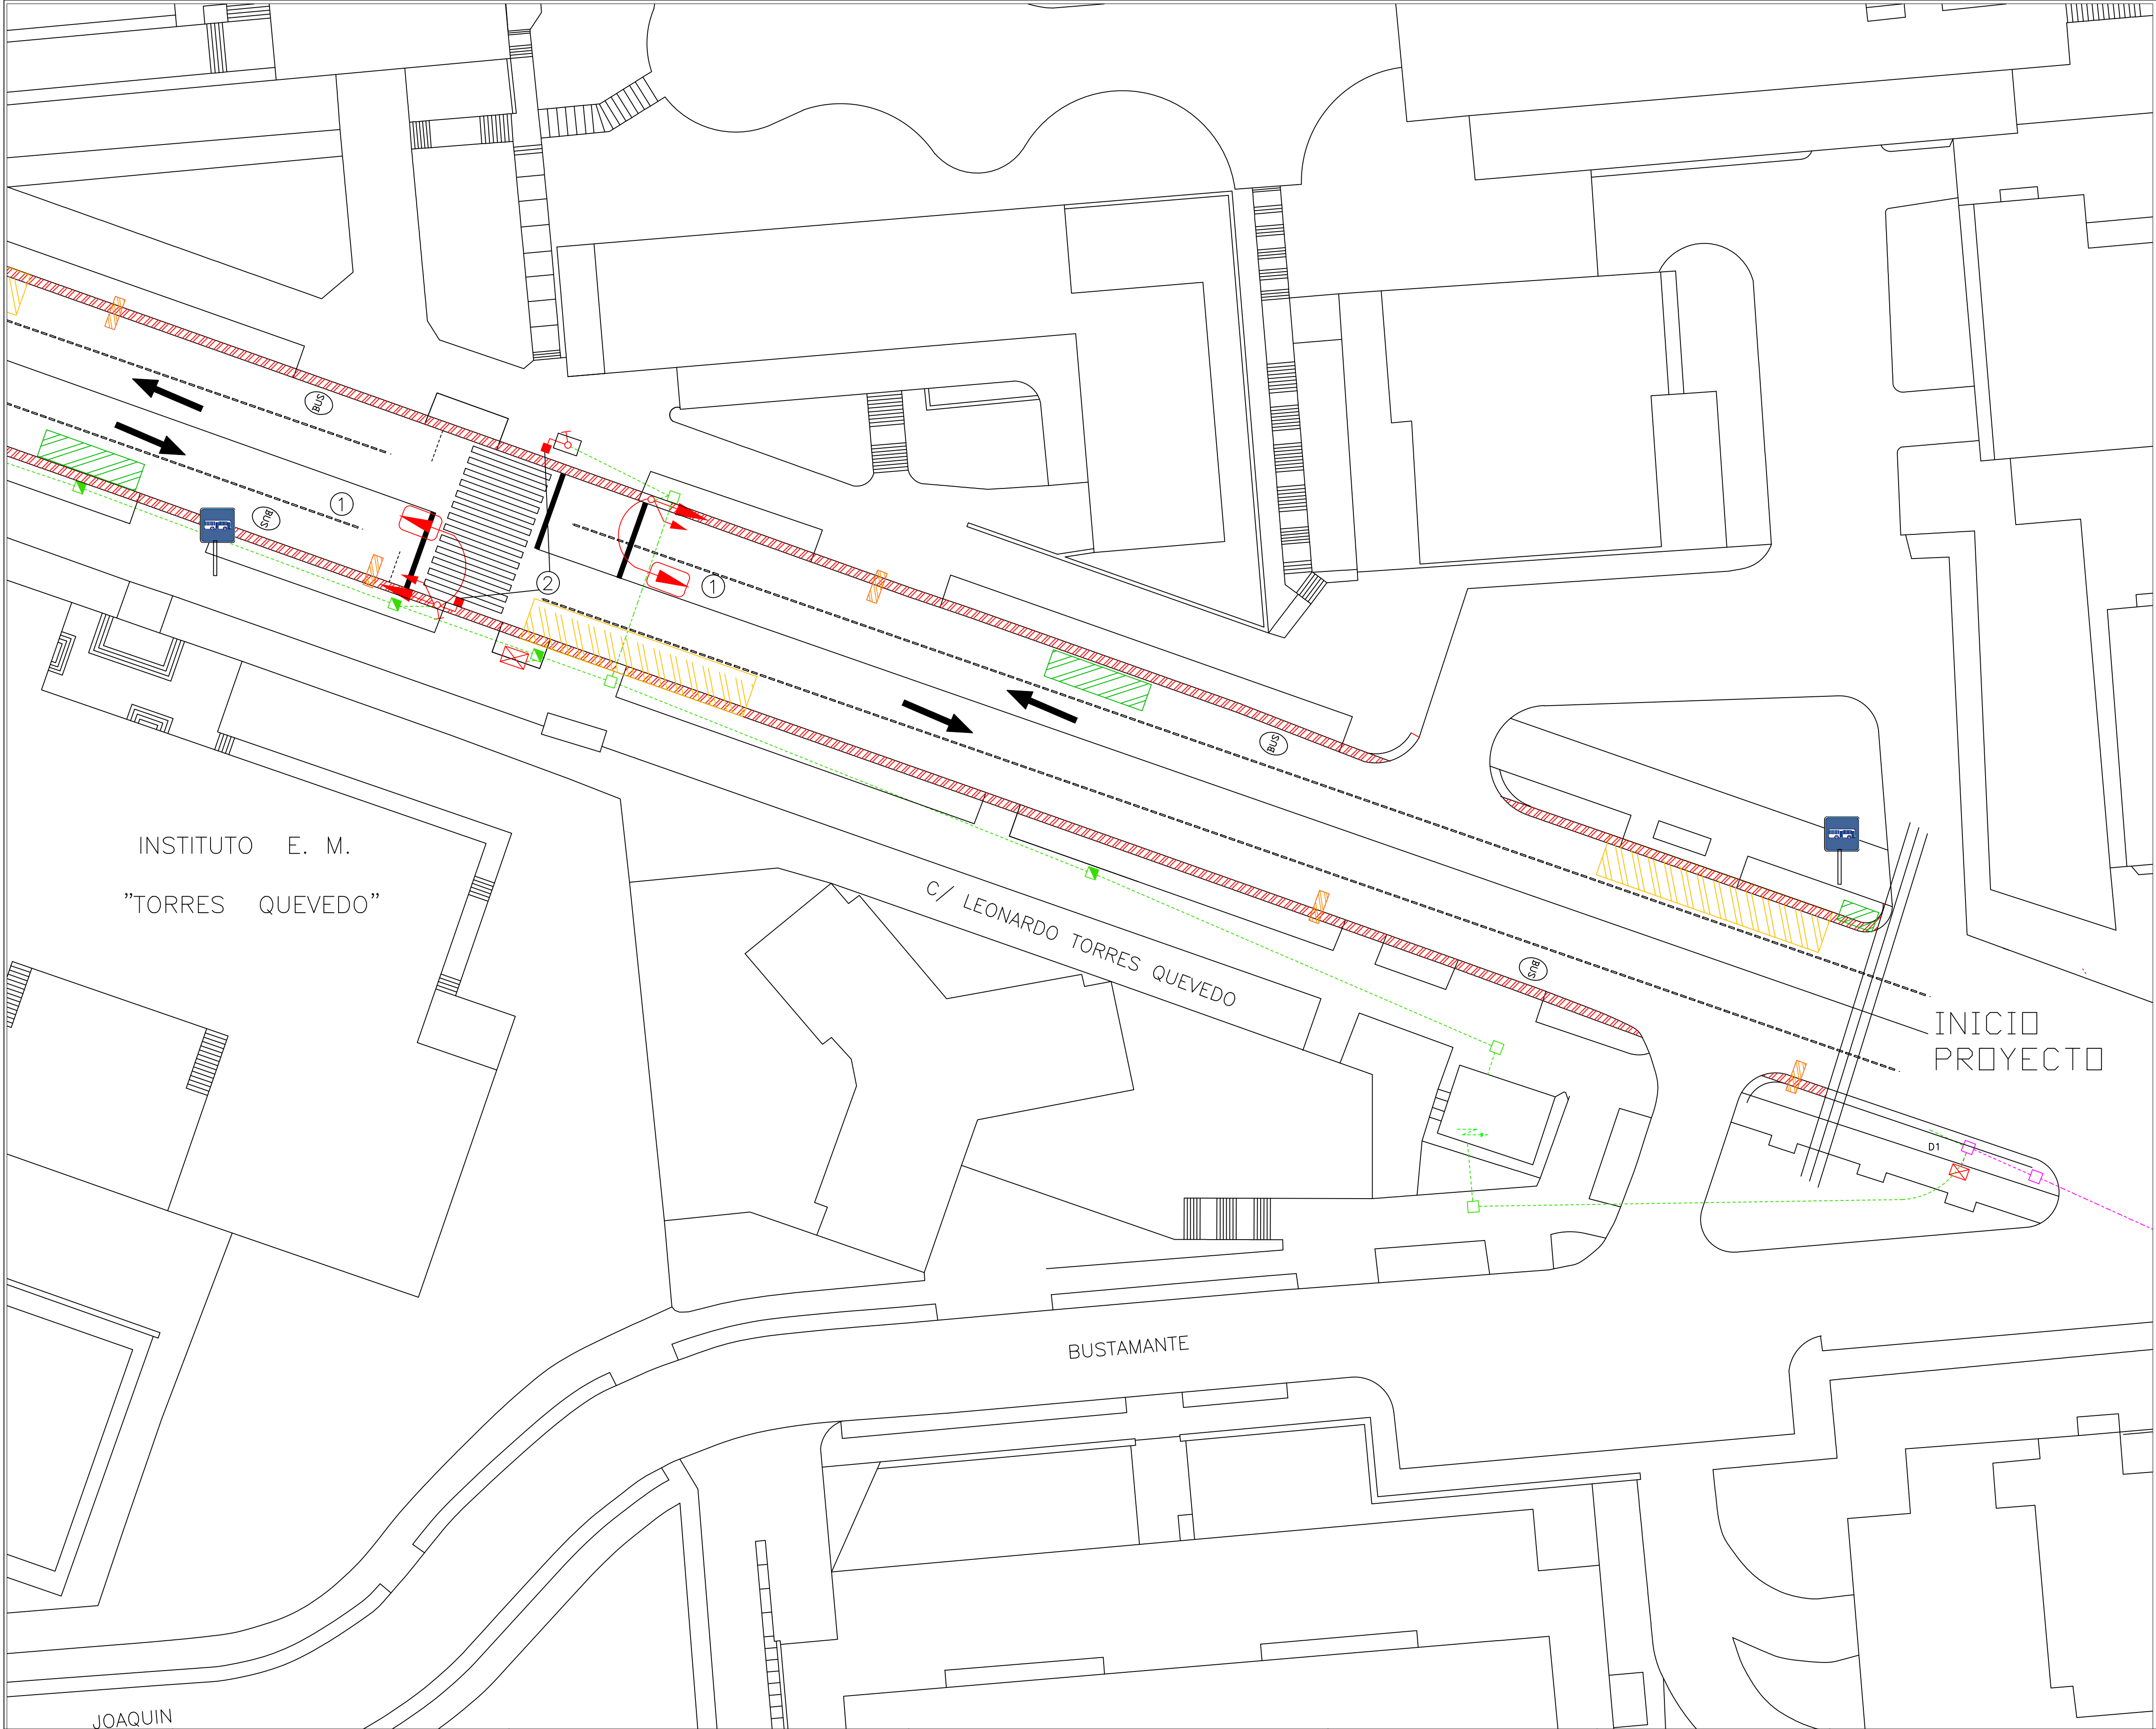 BUS
1
BUS
2
1
BUS
INSTITUTO E. M.
"TORRES QUEVEDO"
C/ LEONARDO TORRES QUEVEDO
BUS
INICIO
PROYECTO
D1
BUSTAMANTE
JOAQUIN